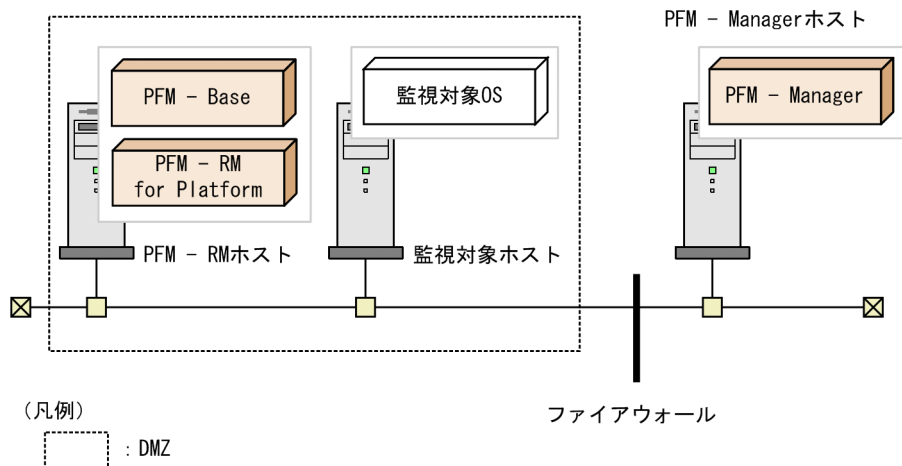 PFM - Managerホスト
PFM - Base
監視対象OS
PFM - Manager
PFM - RM
for Platform
PFM - RMホスト
監視対象ホスト
ファイアウォール
（凡例）
：DMZ